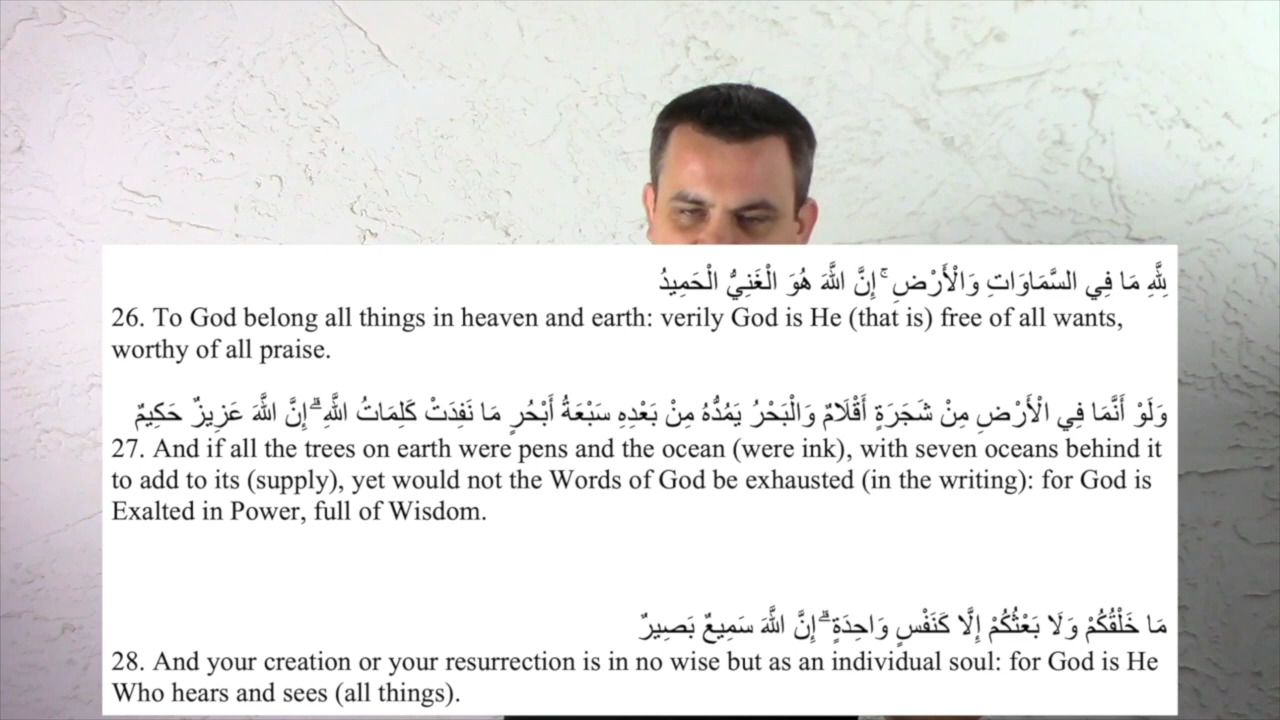 لِلَّهِ مَا فِي السَّمَاوَاتِ وَالْأَرْضِ ۚ إِنَّ اللَّهَ هُوَ الْغَنِيُّ الْحَمِيدُ
26. To God belong all things in heaven and earth: verily God is He (that is) free of all wants,
worthy of all praise.
وَلَوْ أَنَّمَا فِي الْأَرْضِ مِنْ شَجَرَةٍ أَقْلَامٌ وَالْبَحْرُ يَمُدُّهُ مِنْ بَعْدِهِ سَبْعَةُ أَبْحُرٍ مَا نَفِدَتْ كَلِمَاتُ اللَّهِ ۗ إِنَّ اللَّهَ عَزِيزٌ حَكِيمٌ
27. And if all the trees on earth were pens and the ocean (were ink), with seven oceans behind it
to add to its (supply), yet would not the Words of God be exhausted (in the writing): for God is
Exalted in Power, full of Wisdom.
مَا خَلْقُكُمْ وَلَا بَعْثُكُمْ إِلَّا كَنَفْسٍ وَاحِدَةٍ ۗ إِنَّ اللَّهَ سَمِيعٌ بَصِيرٌ
28. And your creation or your resurrection is in no wise but as an individual soul: for God is He
Who hears and sees (all things).